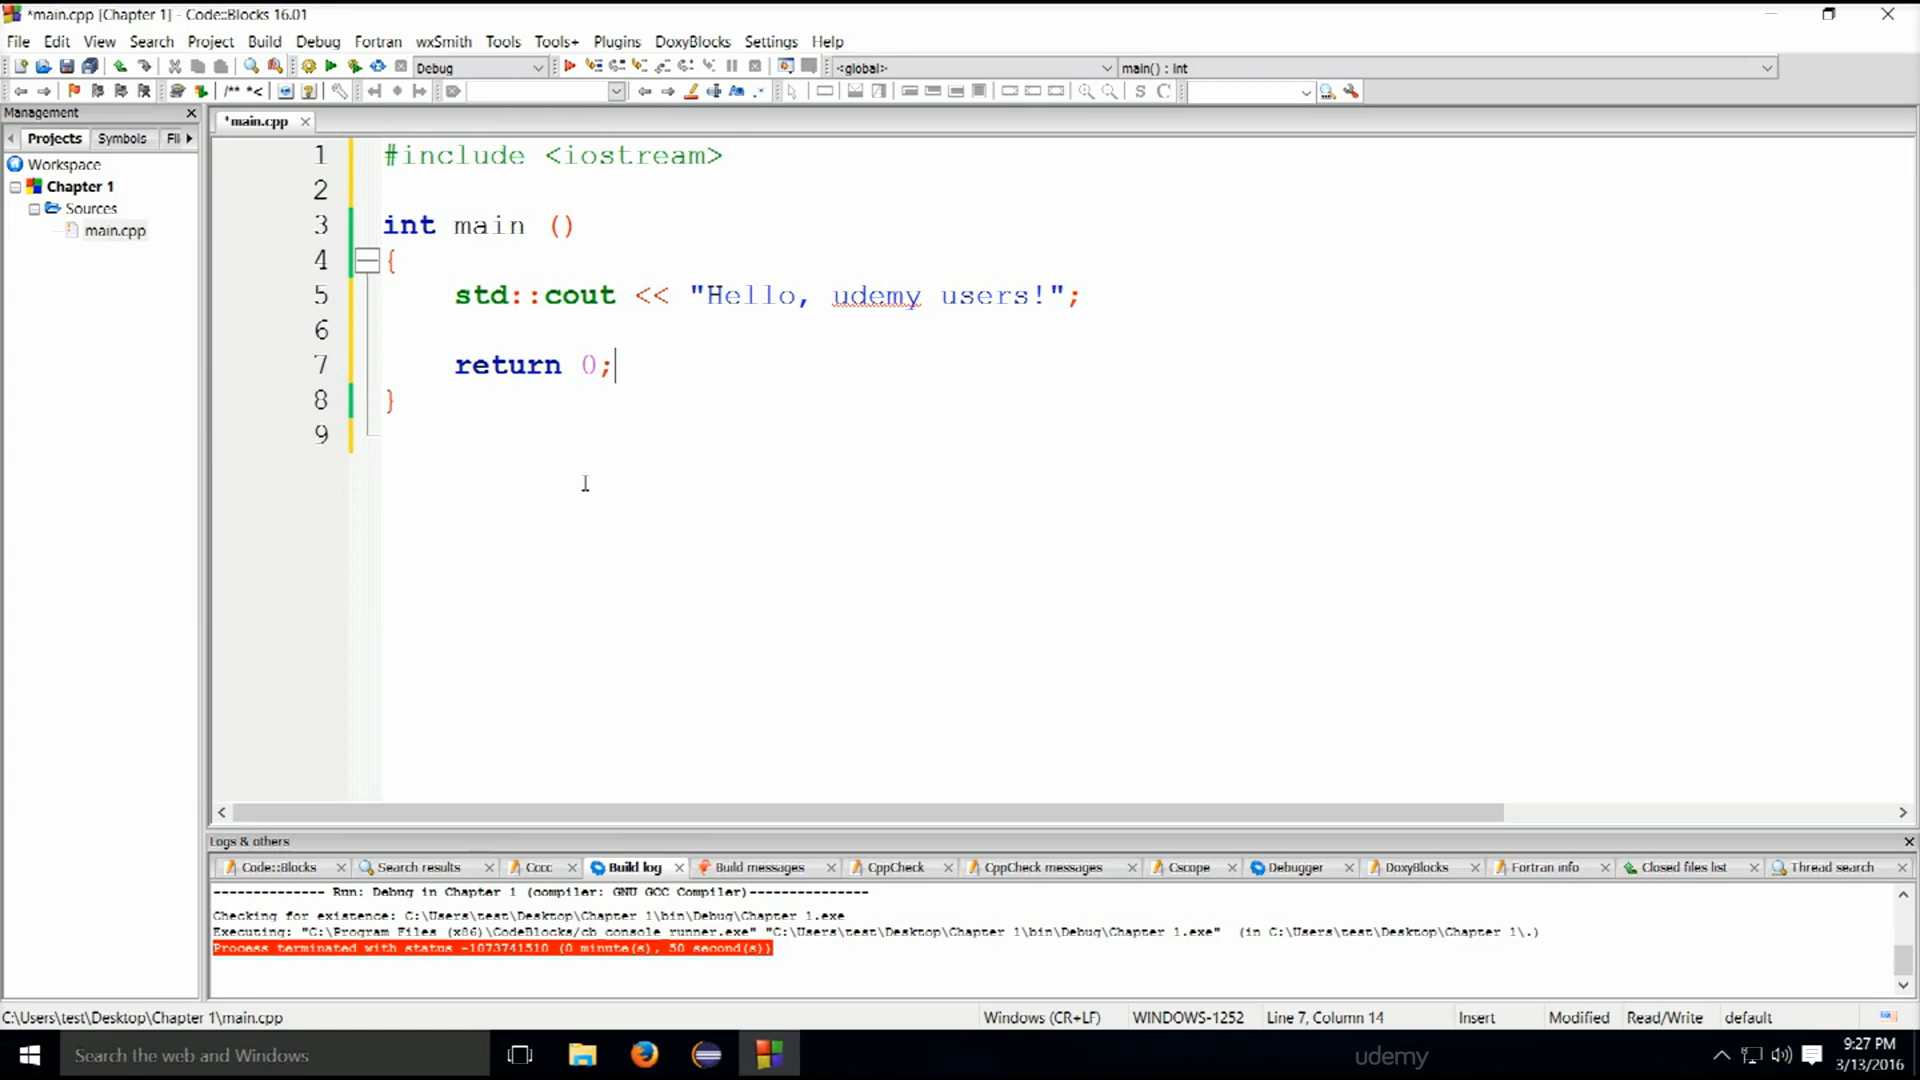 *main.cpp [Chapter 1] - Code::Blocks 16.01
File Edit View Search Project Build Debug Fortran wxSmith Tools Tools+ Plugins DoxyBlocks Settings Help
Debug <global> main() : int
/** *< S C
Management
*main.cpp
Projects Symbols Fil
Workspace
Chapter 1
Sources
main.cpp
1 #include <iostream>
2
3 int main ()
4 {
5 std::cout << "Hello, udemy users!";
6
7 return 0;
8 }
9
Logs & others
Code::Blocks Search results Cccc Build log Build messages CppCheck CppCheck messages Cscope Debugger DoxyBlocks Fortran info Closed files list Thread search
-------------- Run: Debug in Chapter 1 (compiler: GNU GCC Compiler)---------------
Checking for existence: C:\Users\test\Desktop\Chapter 1\bin\Debug\Chapter 1.exe
Executing: "C:\Program Files (x86)\CodeBlocks/cb_console_runner.exe" "C:\Users\test\Desktop\Chapter 1\bin\Debug\Chapter 1.exe" (in C:\Users\test\Desktop\Chapter 1\.)
Process terminated with status -1073741510 (0 minute(s), 50 second(s))
C:\Users\test\Desktop\Chapter 1\main.cpp Windows (CR+LF) WINDOWS-1252 Line 7, Column 14 Insert Modified Read/Write default
Search the web and Windows
udemy
9:27 PM
3/13/2016